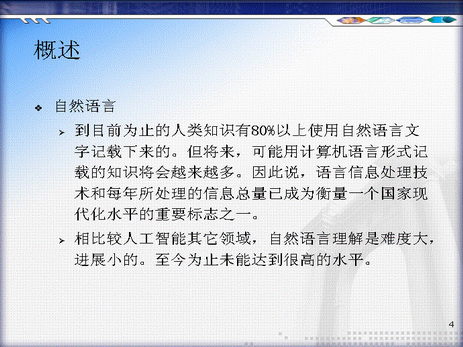 概述
自然语言
到目前为止的人类知识有80%以上使用自然语言文
字记载下来的。但将来，可能用计算机语言形式记
载的知识将会越来越多。因此说，语言信息处理技
术和每年所处理的信息总量已成为衡量一个国家现
代化水平的重要标志之一。
相比较人工智能其它领域，自然语言理解是难度大，
进展小的。至今为止未能达到很高的水平。
4